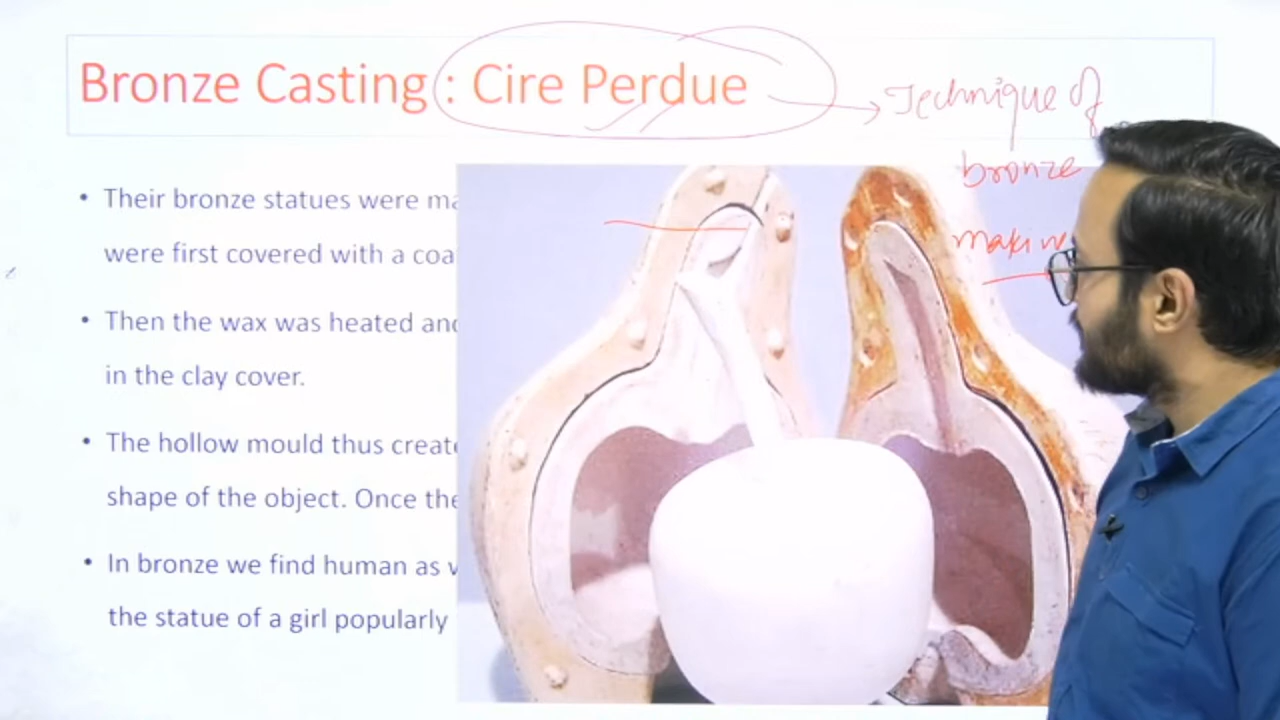 Bronze Casting : Cire Perdue
Technique of
bronze
making
• Their bronze statues were ma
were first covered with a coa
• Then the wax was heated and
in the clay cover.
• The hollow mould thus create
shape of the object. Once the
• In bronze we find human as
the statue of a girl popularly